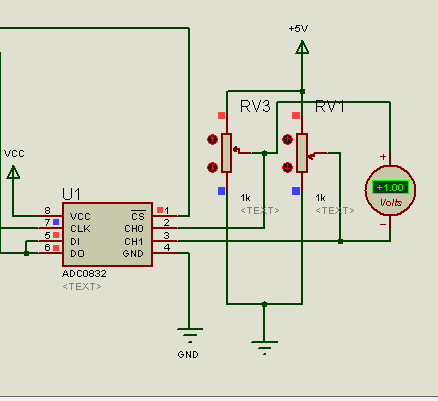 +5V
RV3
RV1
VCC
+
+1.00
Volts
−
1k
<TEXT>
1k
<TEXT>
U1
8
7
5
6
VCC
CLK
DI
DO
CS
CH0
CH1
GND
1
2
3
4
ADC0832
<TEXT>
GND